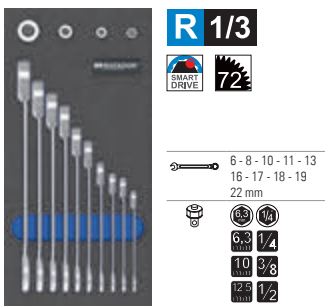 R 1/3
SMART
DRIVE
72
6 - 8 - 10 - 11 - 13
16 - 17 - 18 - 19
22 mm
6,3 1/4
6,3 1/4
10 3/8
12.5 1/2